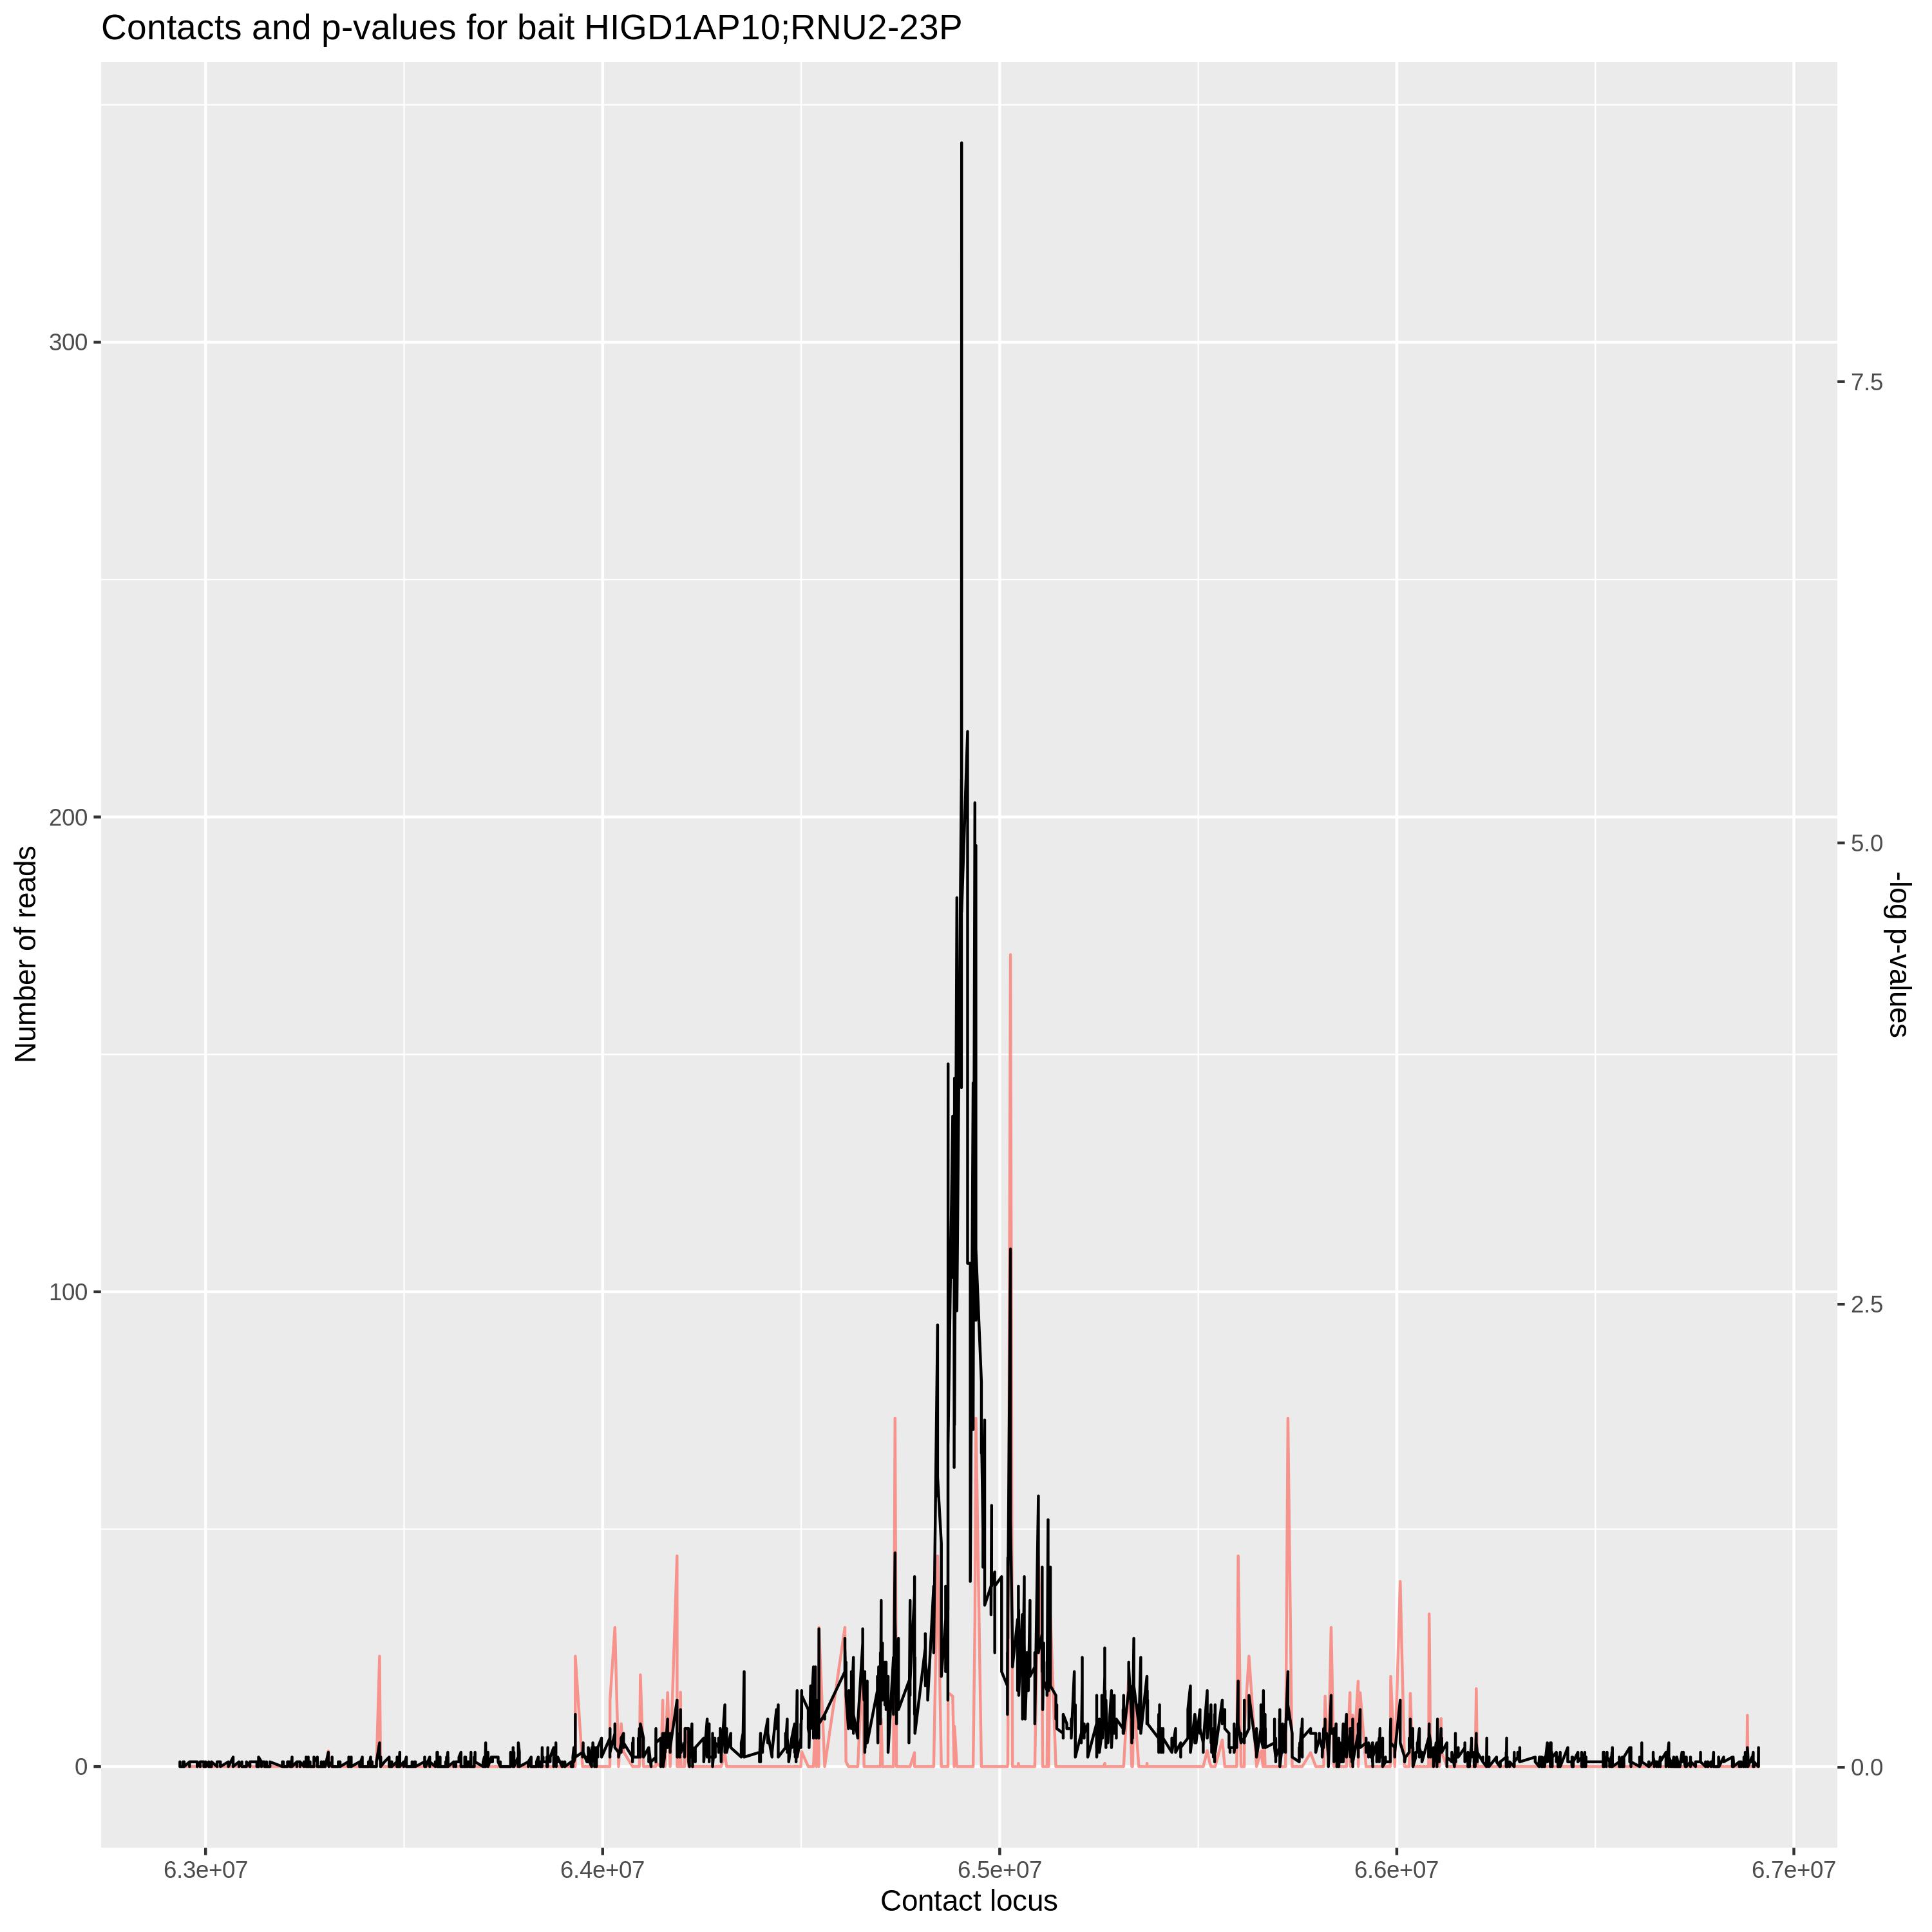 Contacts and p-values for bait HIGD1AP10;RNU2-23P
300
200
100
0
Number of reads
7.5
5.0
2.5
0.0
-log p-values
6.3e+07
6.4e+07
6.5e+07
6.6e+07
6.7e+07
Contact locus